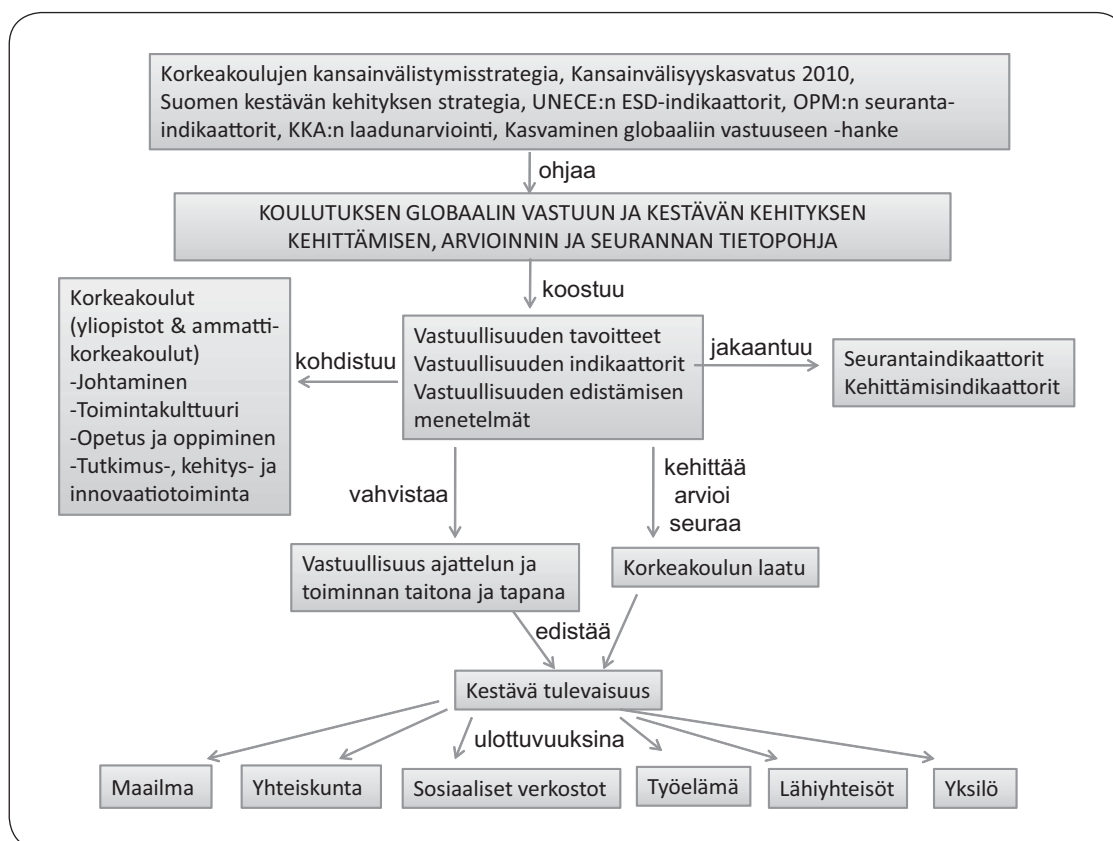 Korkeakoulujen kansainvälistymisstrategia, Kansainvälisyyskasvatus 2010,
Suomen kestävän kehityksen strategia, UNECE:n ESD-indikaattorit, OPM:n seuranta-
indikaattorit, KKA:n laadunarviointi, Kasvaminen globaaliin vastuuseen -hanke
ohjaa
KOULUTUKSEN GLOBAALIN VASTUUN JA KESTÄVÄN KEHITYKSEN
KEHITTÄMISEN, ARVIOINNIN JA SEURANNAN TIETOPOHJA
koostuu
Korkeakoulut
(yliopistot & ammatti-
korkeakoulut)
-Johtaminen
-Toimintakulttuuri
-Opetus ja oppiminen
-Tutkimus-, kehitys- ja
innovaatiotoiminta
kohdistuu
Vastuullisuuden tavoitteet
Vastuullisuuden indikaattorit
Vastuullisuuden edistämisen
menetelmät
jakaantuu
Seurantaindikaattorit
Kehittämisindikaattorit
vahvistaa
kehittää
arvioi
seuraa
Vastuullisuus ajattelun ja
toiminnan taitona ja tapana
Korkeakoulun laatu
edistää
Kestävä tulevaisuus
ulottuvuuksina
Maailma
Yhteiskunta
Sosiaaliset verkostot
Työelämä
Lähiyhteisöt
Yksilö